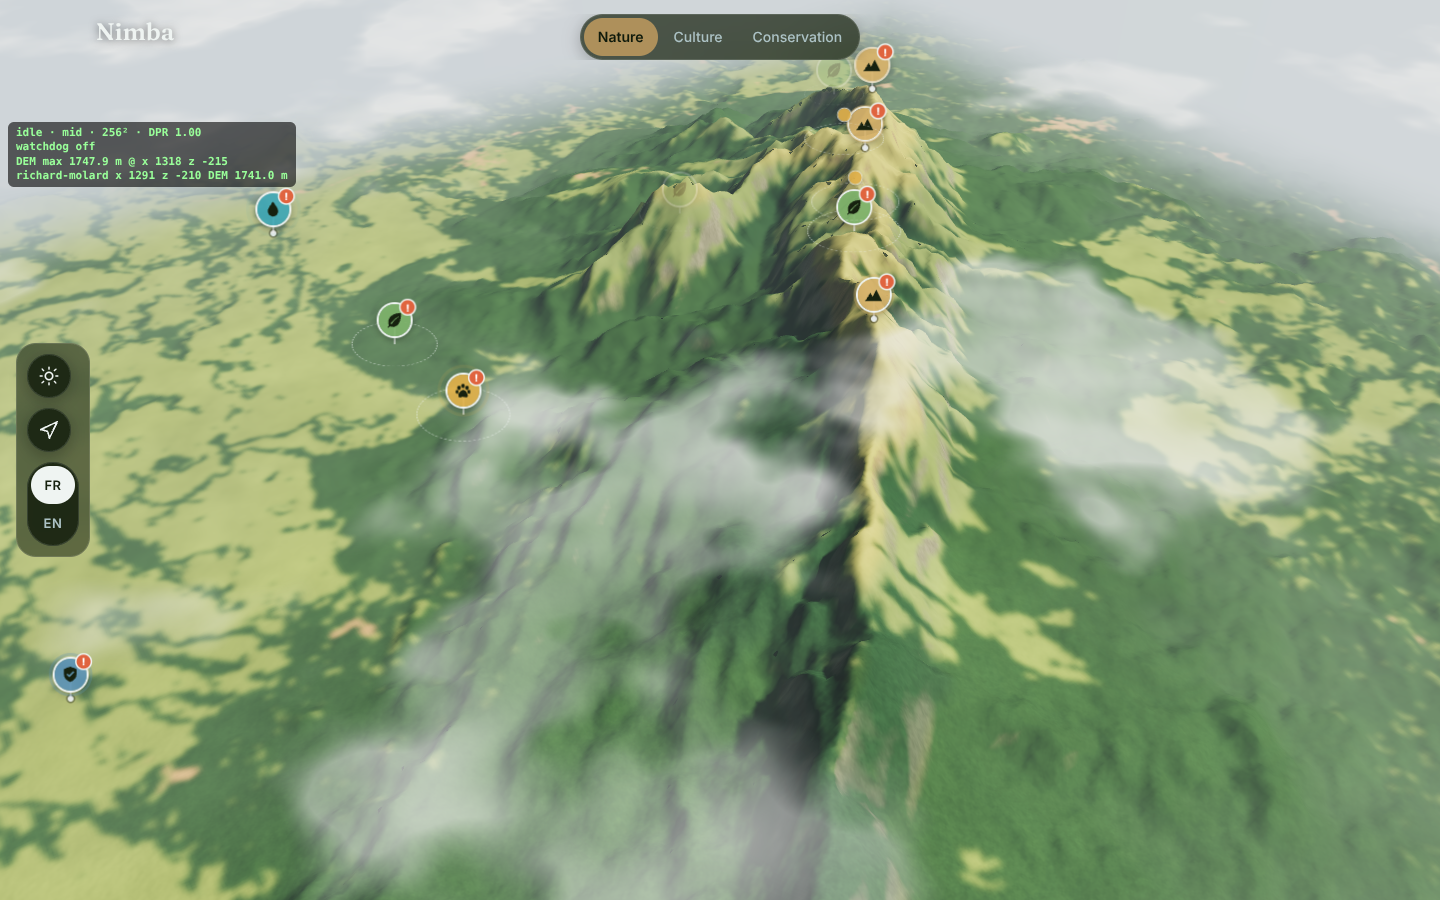 Nimba
Nature Culture Conservation
idle · mid · 256² · DPR 1.00
watchdog off
DEM max 1747.9 m @ x 1318 z -215
richard-molard x 1291 z -210 DEM 1741.0 m
!
!
!
!
!
!
!
!
FR
EN